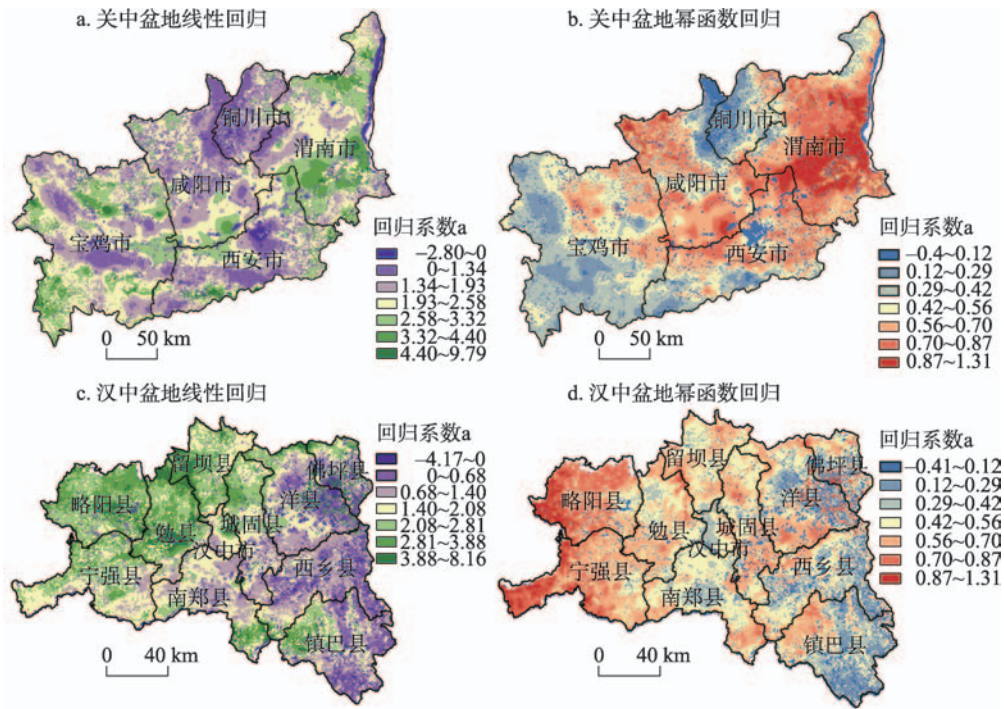 a. 关中盆地线性回归
铜川市
渭南市
咸阳市
宝鸡市
西安市
回归系数a
−2.80~0
0~1.34
1.34~1.93
1.93~2.58
2.58~3.32
3.32~4.40
4.40~9.79
0 50 km
b. 关中盆地幂函数回归
铜川市
渭南市
咸阳市
宝鸡市
西安市
回归系数a
−0.4~0.12
0.12~0.29
0.29~0.42
0.42~0.56
0.56~0.70
0.70~0.87
0.87~1.31
0 50 km
c. 汉中盆地线性回归
留坝县
佛坪县
略阳县
洋县
勉县
城固县
汉中市
宁强县
西乡县
南郑县
镇巴县
回归系数a
−4.17~0
0~0.68
0.68~1.40
1.40~2.08
2.08~2.81
2.81~3.88
3.88~8.16
0 40 km
d. 汉中盆地幂函数回归
留坝县
佛坪县
略阳县
洋县
勉县
城固县
汉中市
宁强县
西乡县
南郑县
镇巴县
回归系数a
−0.41~0.12
0.12~0.29
0.29~0.42
0.42~0.56
0.56~0.70
0.70~0.87
0.87~1.31
0 40 km